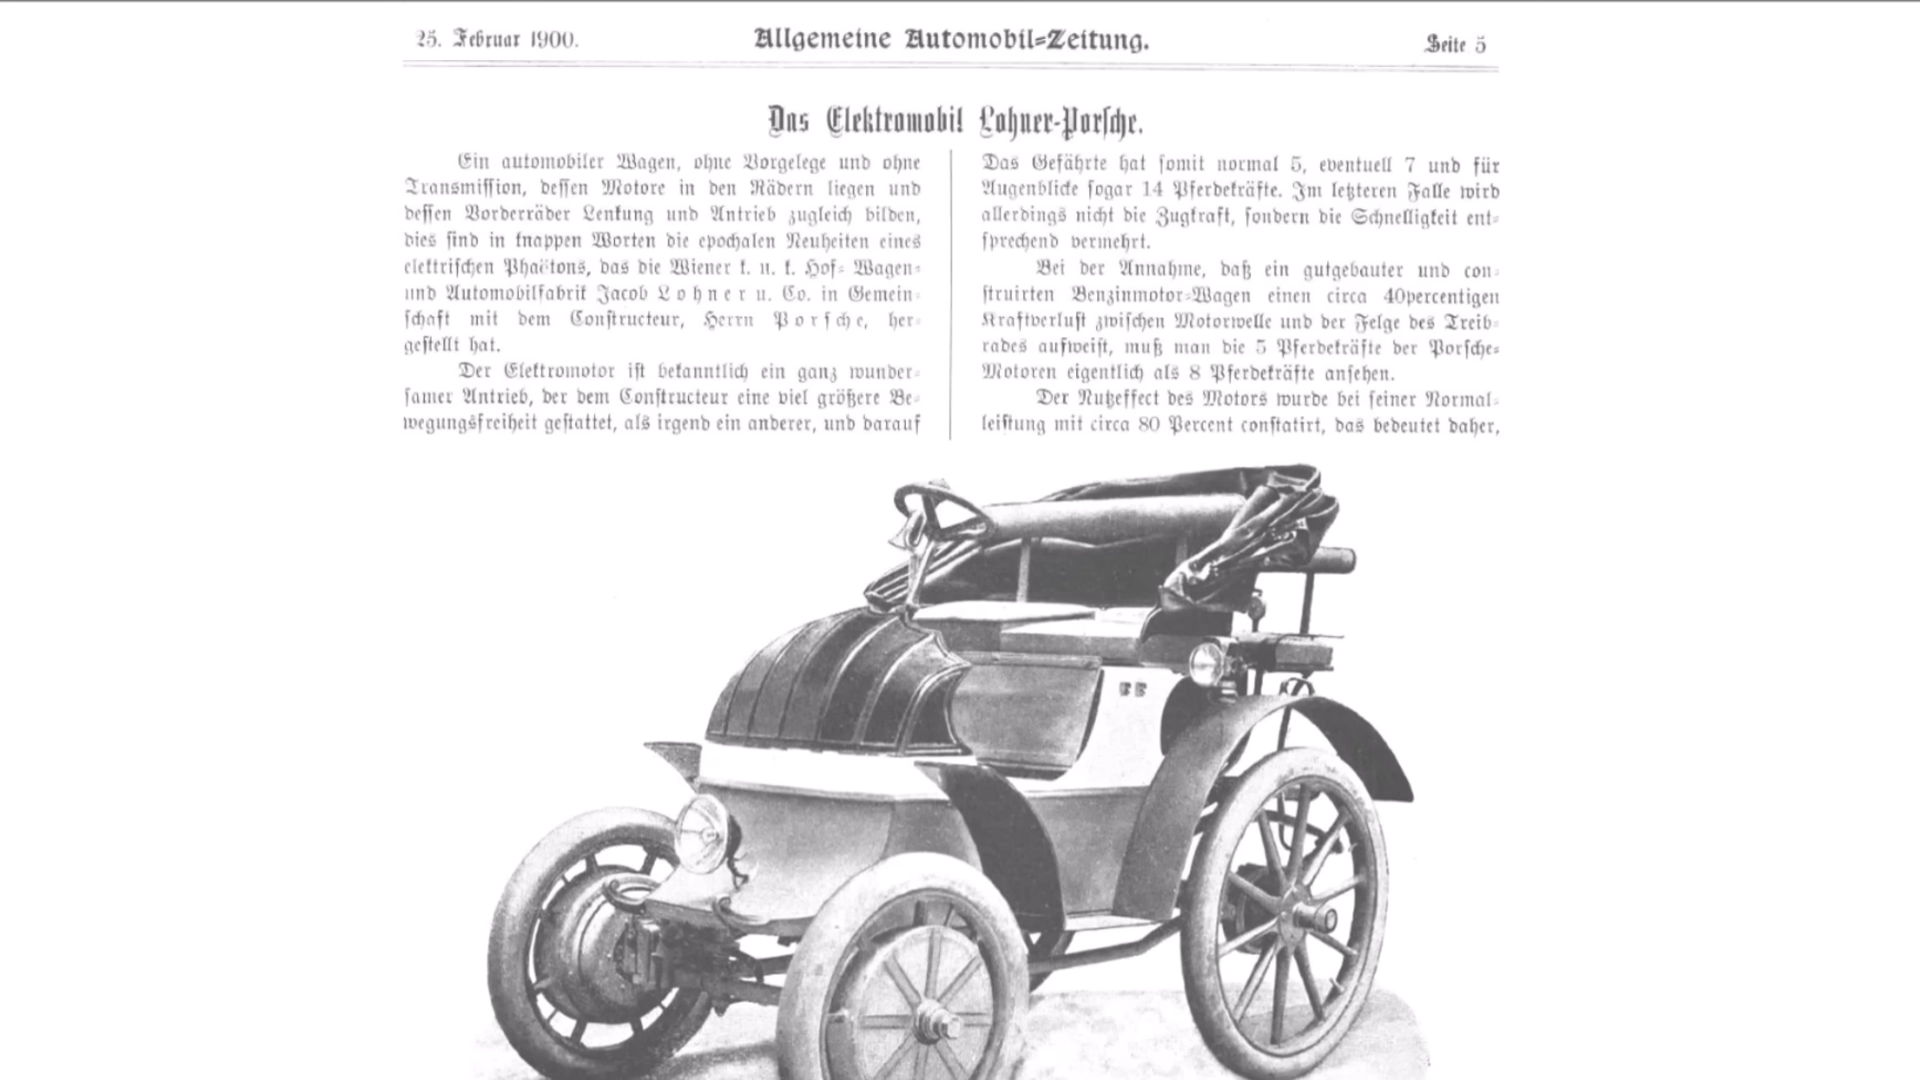 25. Februar 1900.
Allgemeine Automobil-Zeitung.
Seite 5
Das Elektromobil Lohner-Porsche.
Ein automobiler Wagen, ohne Vorgelege und ohne
Transmission, dessen Motore in den Rädern liegen und
dessen Vorderräder Lenkung und Antrieb zugleich bilden,
dies sind in knappen Worten die epochalen Neuheiten eines
elektrischen Phaëtons, das die Wiener k. u. k. Hof- Wagen-
und Automobilfabrik Jacob Lohner u. Co. in Gemein-
schaft mit dem Constructeur, Herrn Porsche, her-
gestellt hat.
Der Elektromotor ist bekanntlich ein ganz wunder-
samer Antrieb, der dem Constructeur eine viel größere Be-
wegungsfreiheit gestattet, als irgend ein anderer, und darauf
Das Gefährte hat somit normal 5, eventuell 7 und für
Augenblicke sogar 14 Pferdekräfte. Im letzteren Falle wird
allerdings nicht die Zugkraft, sondern die Schnelligkeit ent-
sprechend vermehrt.
Bei der Annahme, daß ein gutgebauter und con-
struirten Benzinmotor-Wagen einen circa 40percentigen
Kraftverlust zwischen Motorwelle und der Felge des Treib-
rades aufweist, muß man die 5 Pferdekräfte der Porsche-
Motoren eigentlich als 8 Pferdekräfte ansehen.
Der Nutzeffect des Motors wurde bei seiner Normal-
leistung mit circa 80 Percent constatirt, das bedeutet daher,